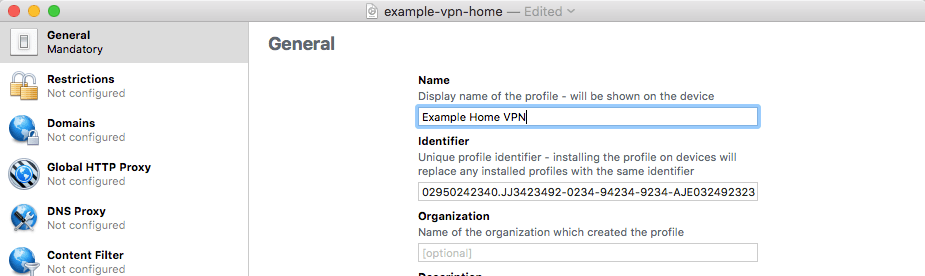 example-vpn-home — Edited
General
Mandatory
Restrictions
Not configured
Domains
Not configured
Global HTTP Proxy
Not configured
DNS Proxy
Not configured
Content Filter
Not configured
General
Name
Display name of the profile - will be shown on the device
Example Home VPN
Identifier
Unique profile identifier - installing the profile on devices will
replace any installed profiles with the same identifier
02950242340.JJ3423492-0234-94234-9234-AJE032492323
Organization
Name of the organization which created the profile
[optional]
Description